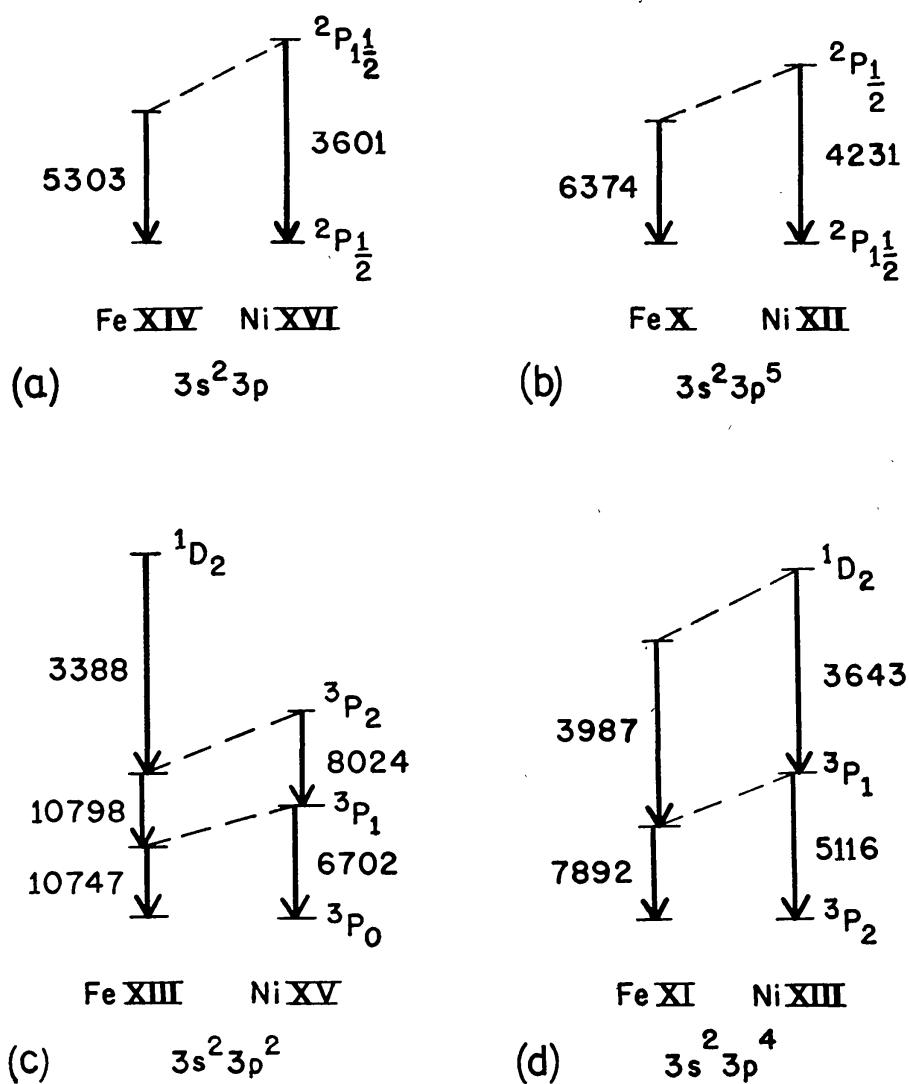 ²P₁½
5303
3601
²P½
Fe XIV Ni XVI
(a) 3s²3p
²P½
6374
4231
²P₁½
Fe X Ni XII
(b) 3s²3p⁵
¹D₂
3388
³P₂
8024
10798
³P₁
10747
6702
³P₀
Fe XIII Ni XV
(c) 3s²3p²
¹D₂
3987
3643
³P₁
7892
5116
³P₂
Fe XI Ni XIII
(d) 3s²3p⁴